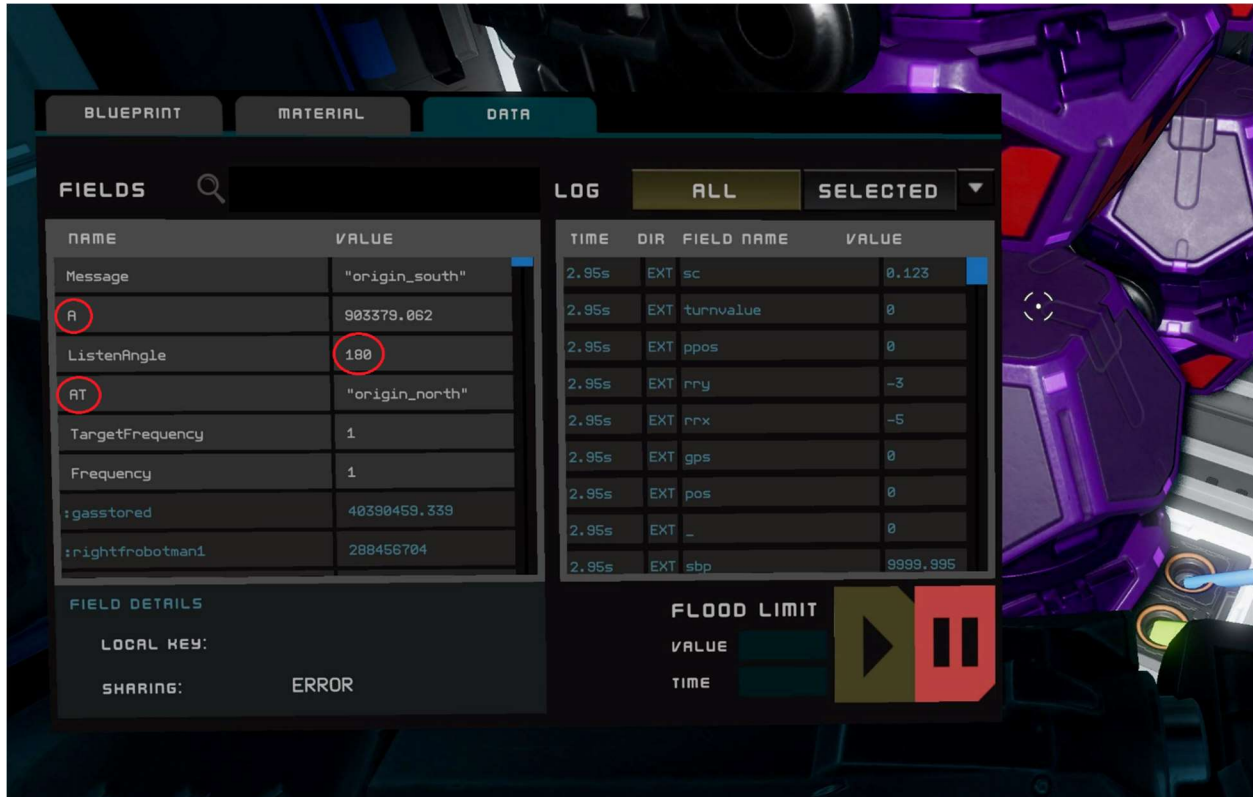 BLUEPRINT MATERIAL DATA
FIELDS
LOG ALL SELECTED
NAME VALUE
Message "origin_south"
A 903379.062
ListenAngle 180
AT "origin_north"
TargetFrequency 1
Frequency 1
:gasstored 40390459.339
:rightfrobotman1 288456704
TIME DIR FIELD NAME VALUE
2.95s EXT sc 0.123
2.95s EXT turnvalue 0
2.95s EXT ppos 0
2.95s EXT rry -3
2.95s EXT rrx -5
2.95s EXT gps 0
2.95s EXT pos 0
2.95s EXT _ 0
2.95s EXT sbp 9999.995
FIELD DETAILS
LOCAL KEY:
SHARING: ERROR
FLOOD LIMIT
VALUE
TIME